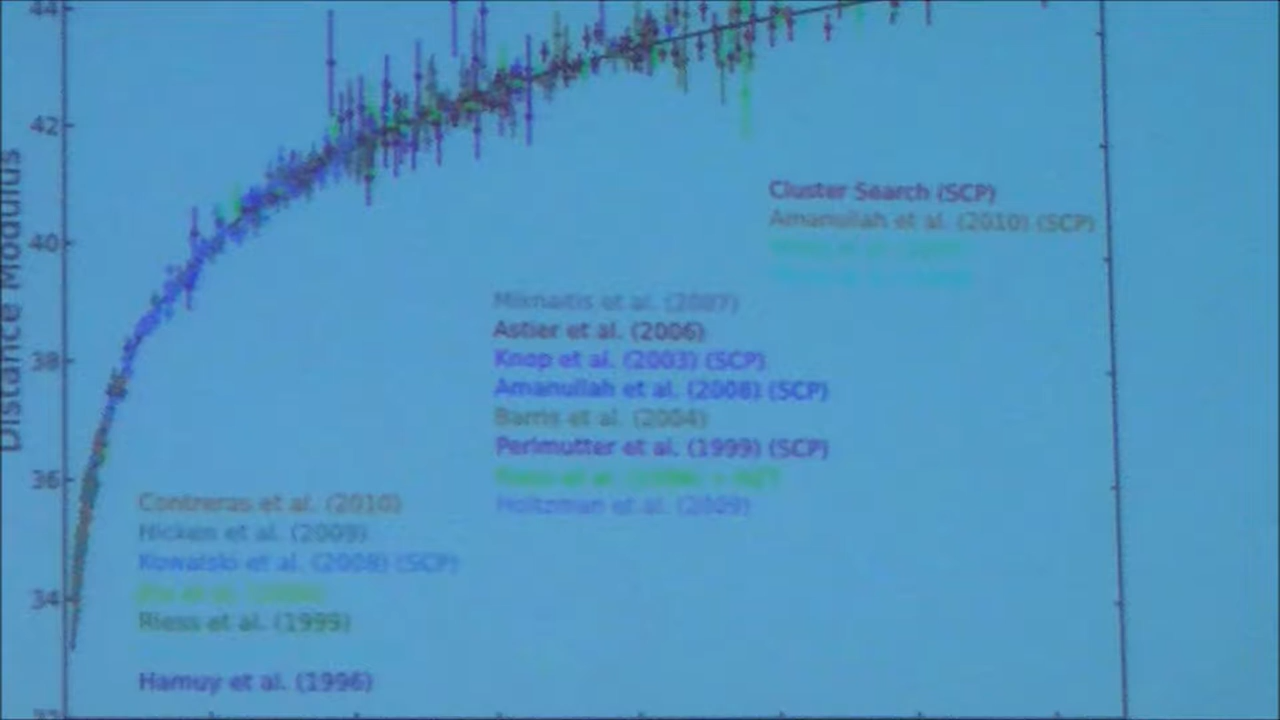 44
42
40
38
36
34
32
Distance Modulus
Cluster Search (SCP)
Amanullah et al. (2010) (SCP)
Miknaitis et al. (2007)
Astier et al. (2006)
Knop et al. (2003) (SCP)
Amanullah et al. (2008) (SCP)
Barris et al. (2004)
Perlmutter et al. (1999) (SCP)
Holtzman et al. (2009)
Contreras et al. (2010)
Hicken et al. (2009)
Kowalski et al. (2008) (SCP)
Riess et al. (1999)
Hamuy et al. (1996)